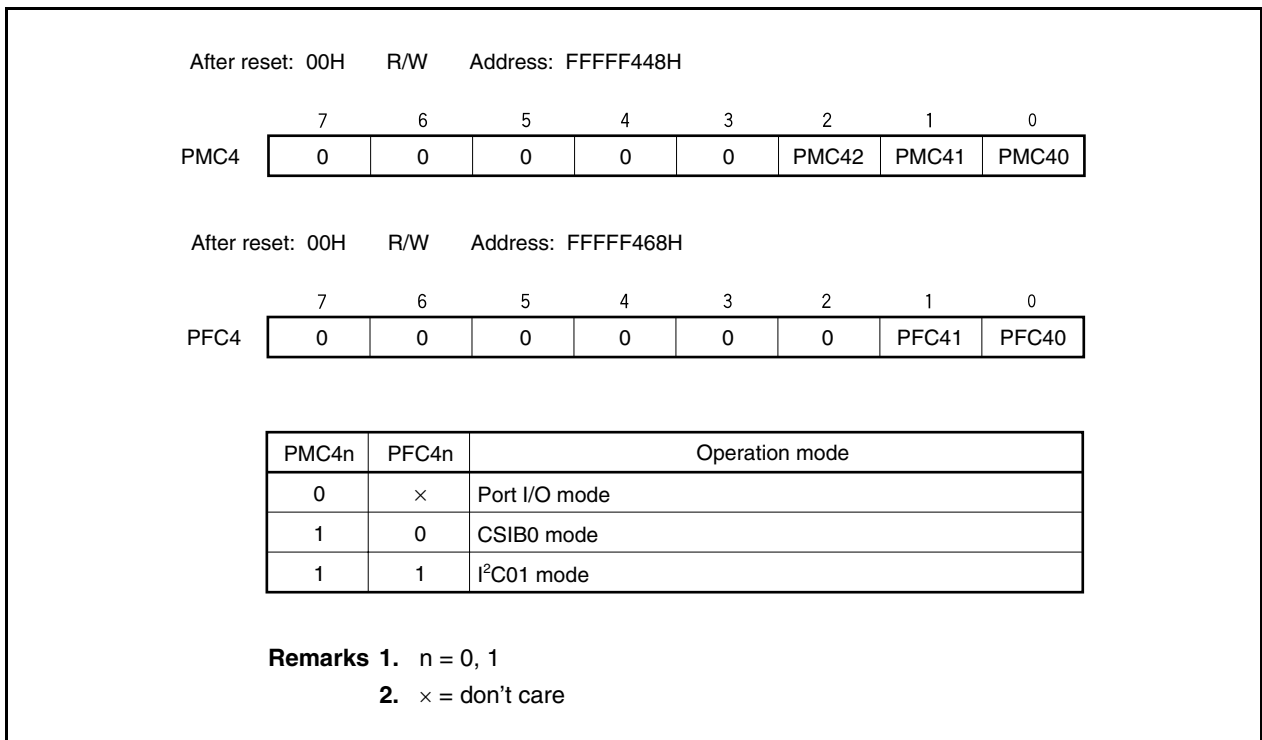 After reset: 00H R/W Address: FFFFF448H
7 6 5 4 3 2 1 0
PMC4 0 0 0 0 0 PMC42 PMC41 PMC40
After reset: 00H R/W Address: FFFFF468H
7 6 5 4 3 2 1 0
PFC4 0 0 0 0 0 0 PFC41 PFC40
PMC4n PFC4n Operation mode
0 × Port I/O mode
1 0 CSIB0 mode
1 1 I²C01 mode
Remarks 1. n = 0, 1
2. × = don't care